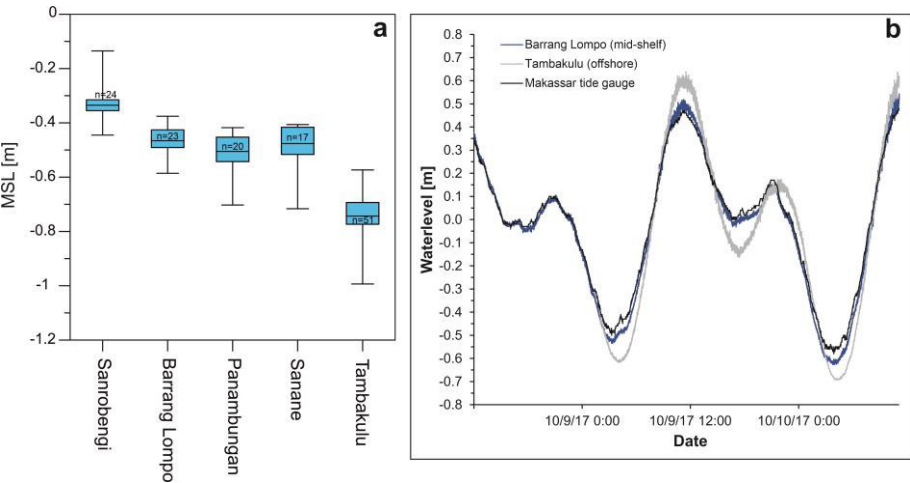 a
0
-0.2
-0.4
-0.6
-0.8
-1
-1.2
MSL [m]
n=24
n=23
n=20
n=17
n=51
Sanrobengi
Barrang Lompo
Panambungan
Sanane
Tambakulu
b
0.8
0.7
0.6
0.5
0.4
0.3
0.2
0.1
0.0
-0.1
-0.2
-0.3
-0.4
-0.5
-0.6
-0.7
-0.8
Waterlevel [m]
Barrang Lompo (mid-shelf)
Tambakulu (offshore)
Makassar tide gauge
10/9/17 0:00
10/9/17 12:00
10/10/17 0:00
Date